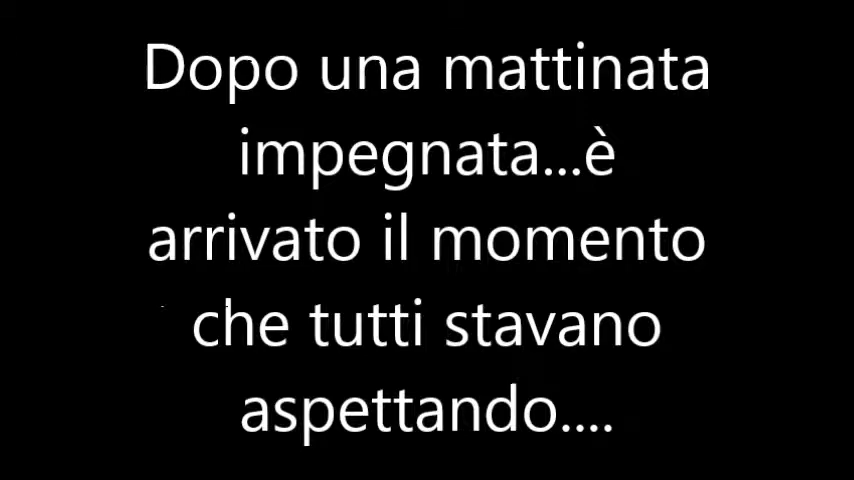 Dopo una mattinata
impegnata...è
arrivato il momento
che tutti stavano
aspettando....